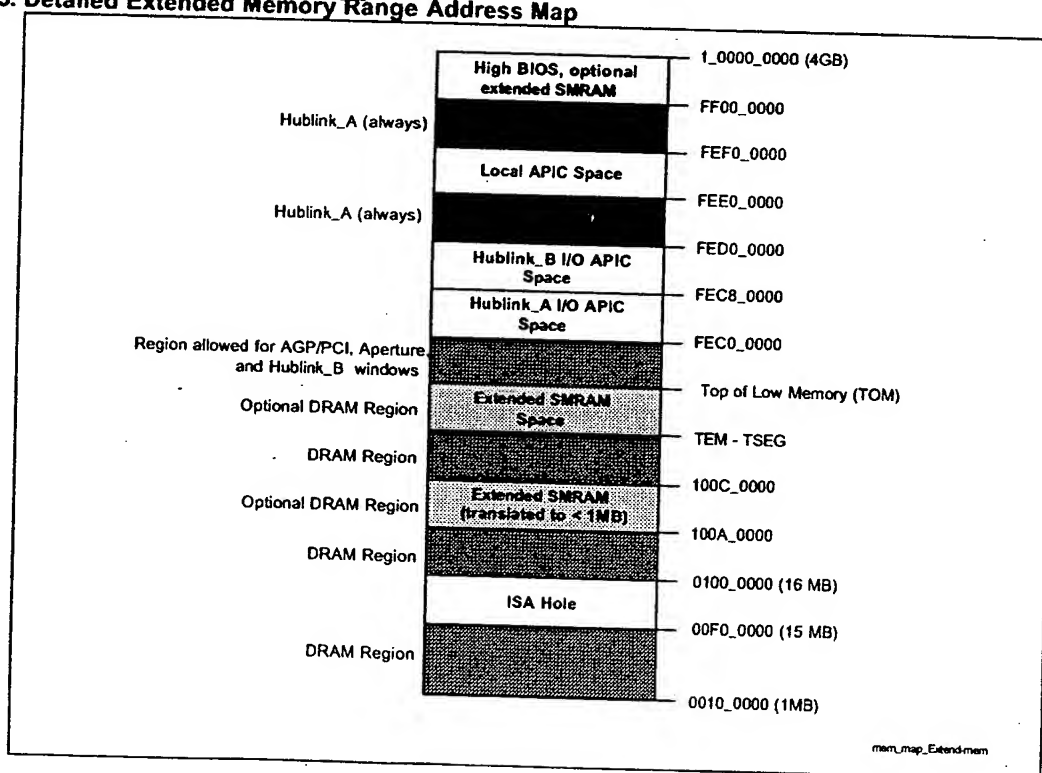 Detailed Extended Memory Range Address Map
1_0000_0000 (4GB)
High BIOS, optional
extended SMRAM
FF00_0000
Hublink_A (always)
FEF0_0000
Local APIC Space
FEE0_0000
Hublink_A (always)
FED0_0000
Hublink_B I/O APIC
Space
FEC8_0000
Hublink_A I/O APIC
Space
FEC0_0000
Region allowed for AGP/PCI, Aperture,
and Hublink_B windows
Top of Low Memory (TOM)
Optional DRAM Region
Extended SMRAM
Space
TEM - TSEG
DRAM Region
100C_0000
Optional DRAM Region
Extended SMRAM
(translated to < 1MB)
100A_0000
DRAM Region
0100_0000 (16 MB)
ISA Hole
00F0_0000 (15 MB)
DRAM Region
0010_0000 (1MB)
mem_map_Extend-mem